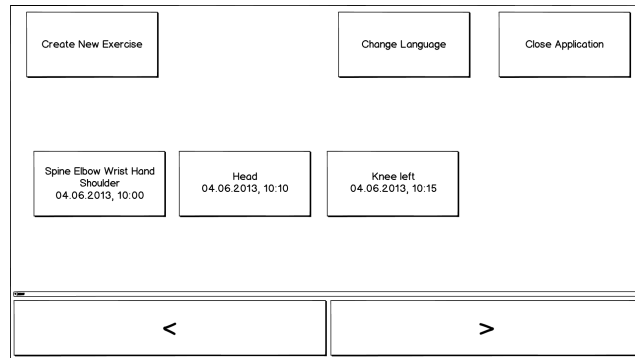 Create New Exercise
Change Language
Close Application
Spine Elbow Wrist Hand
Shoulder
04.06.2013, 10:00
Head
04.06.2013, 10:10
Knee left
04.06.2013, 10:15
<
>